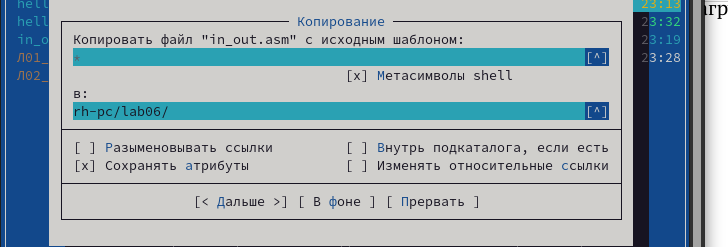 hell 23:13
Копирование
hell 23:32
Копировать файл "in_out.asm" с исходным шаблоном:
in_o 23:19
* [^]
Л01_ 23:28
[x] Метасимволы shell
Л02_
в:
rh-pc/lab06/ [^]
[ ] Разыменовывать ссылки [ ] Внутрь подкаталога, если есть
[x] Сохранять атрибуты [ ] Изменять относительные ссылки
[< Дальше >] [ В фоне ] [ Прервать ]
агр